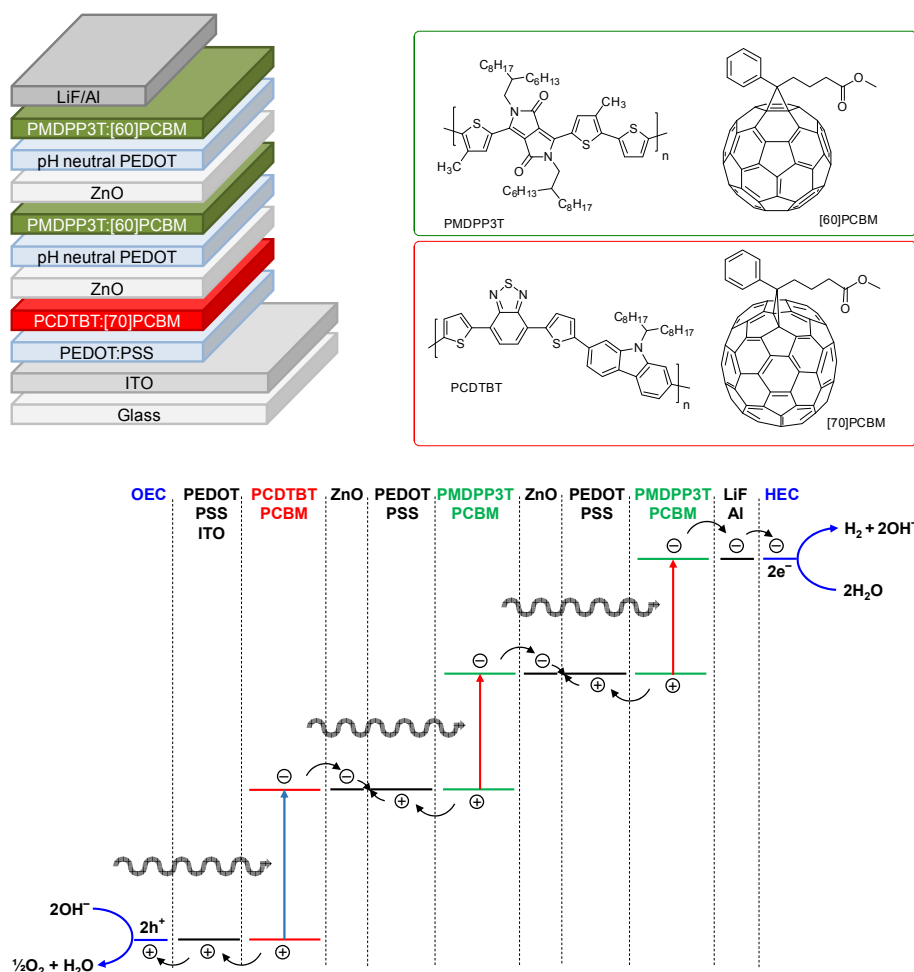 LiF/Al
PMDPP3T:[60]PCBM
pH neutral PEDOT
ZnO
PMDPP3T:[60]PCBM
pH neutral PEDOT
ZnO
PCDTBT:[70]PCBM
PEDOT:PSS
ITO
Glass
C₈H₁₇
C₆H₁₃
N
O
CH₃
S
S
S
H₃C
O
N
n
C₆H₁₃
C₈H₁₇
PMDPP3T
O
O
[60]PCBM
S
N
N
C₈H₁₇
C₈H₁₇
S
S
N
n
PCDTBT
O
O
[70]PCBM
OEC
PEDOT
PSS
ITO
PCDTBT
PCBM
ZnO
PEDOT
PSS
PMDPP3T
PCBM
ZnO
PEDOT
PSS
PMDPP3T
PCBM
LiF
Al
HEC
H₂ + 2OH⁻
2e⁻
2H₂O
2OH⁻
2h⁺
½O₂ + H₂O